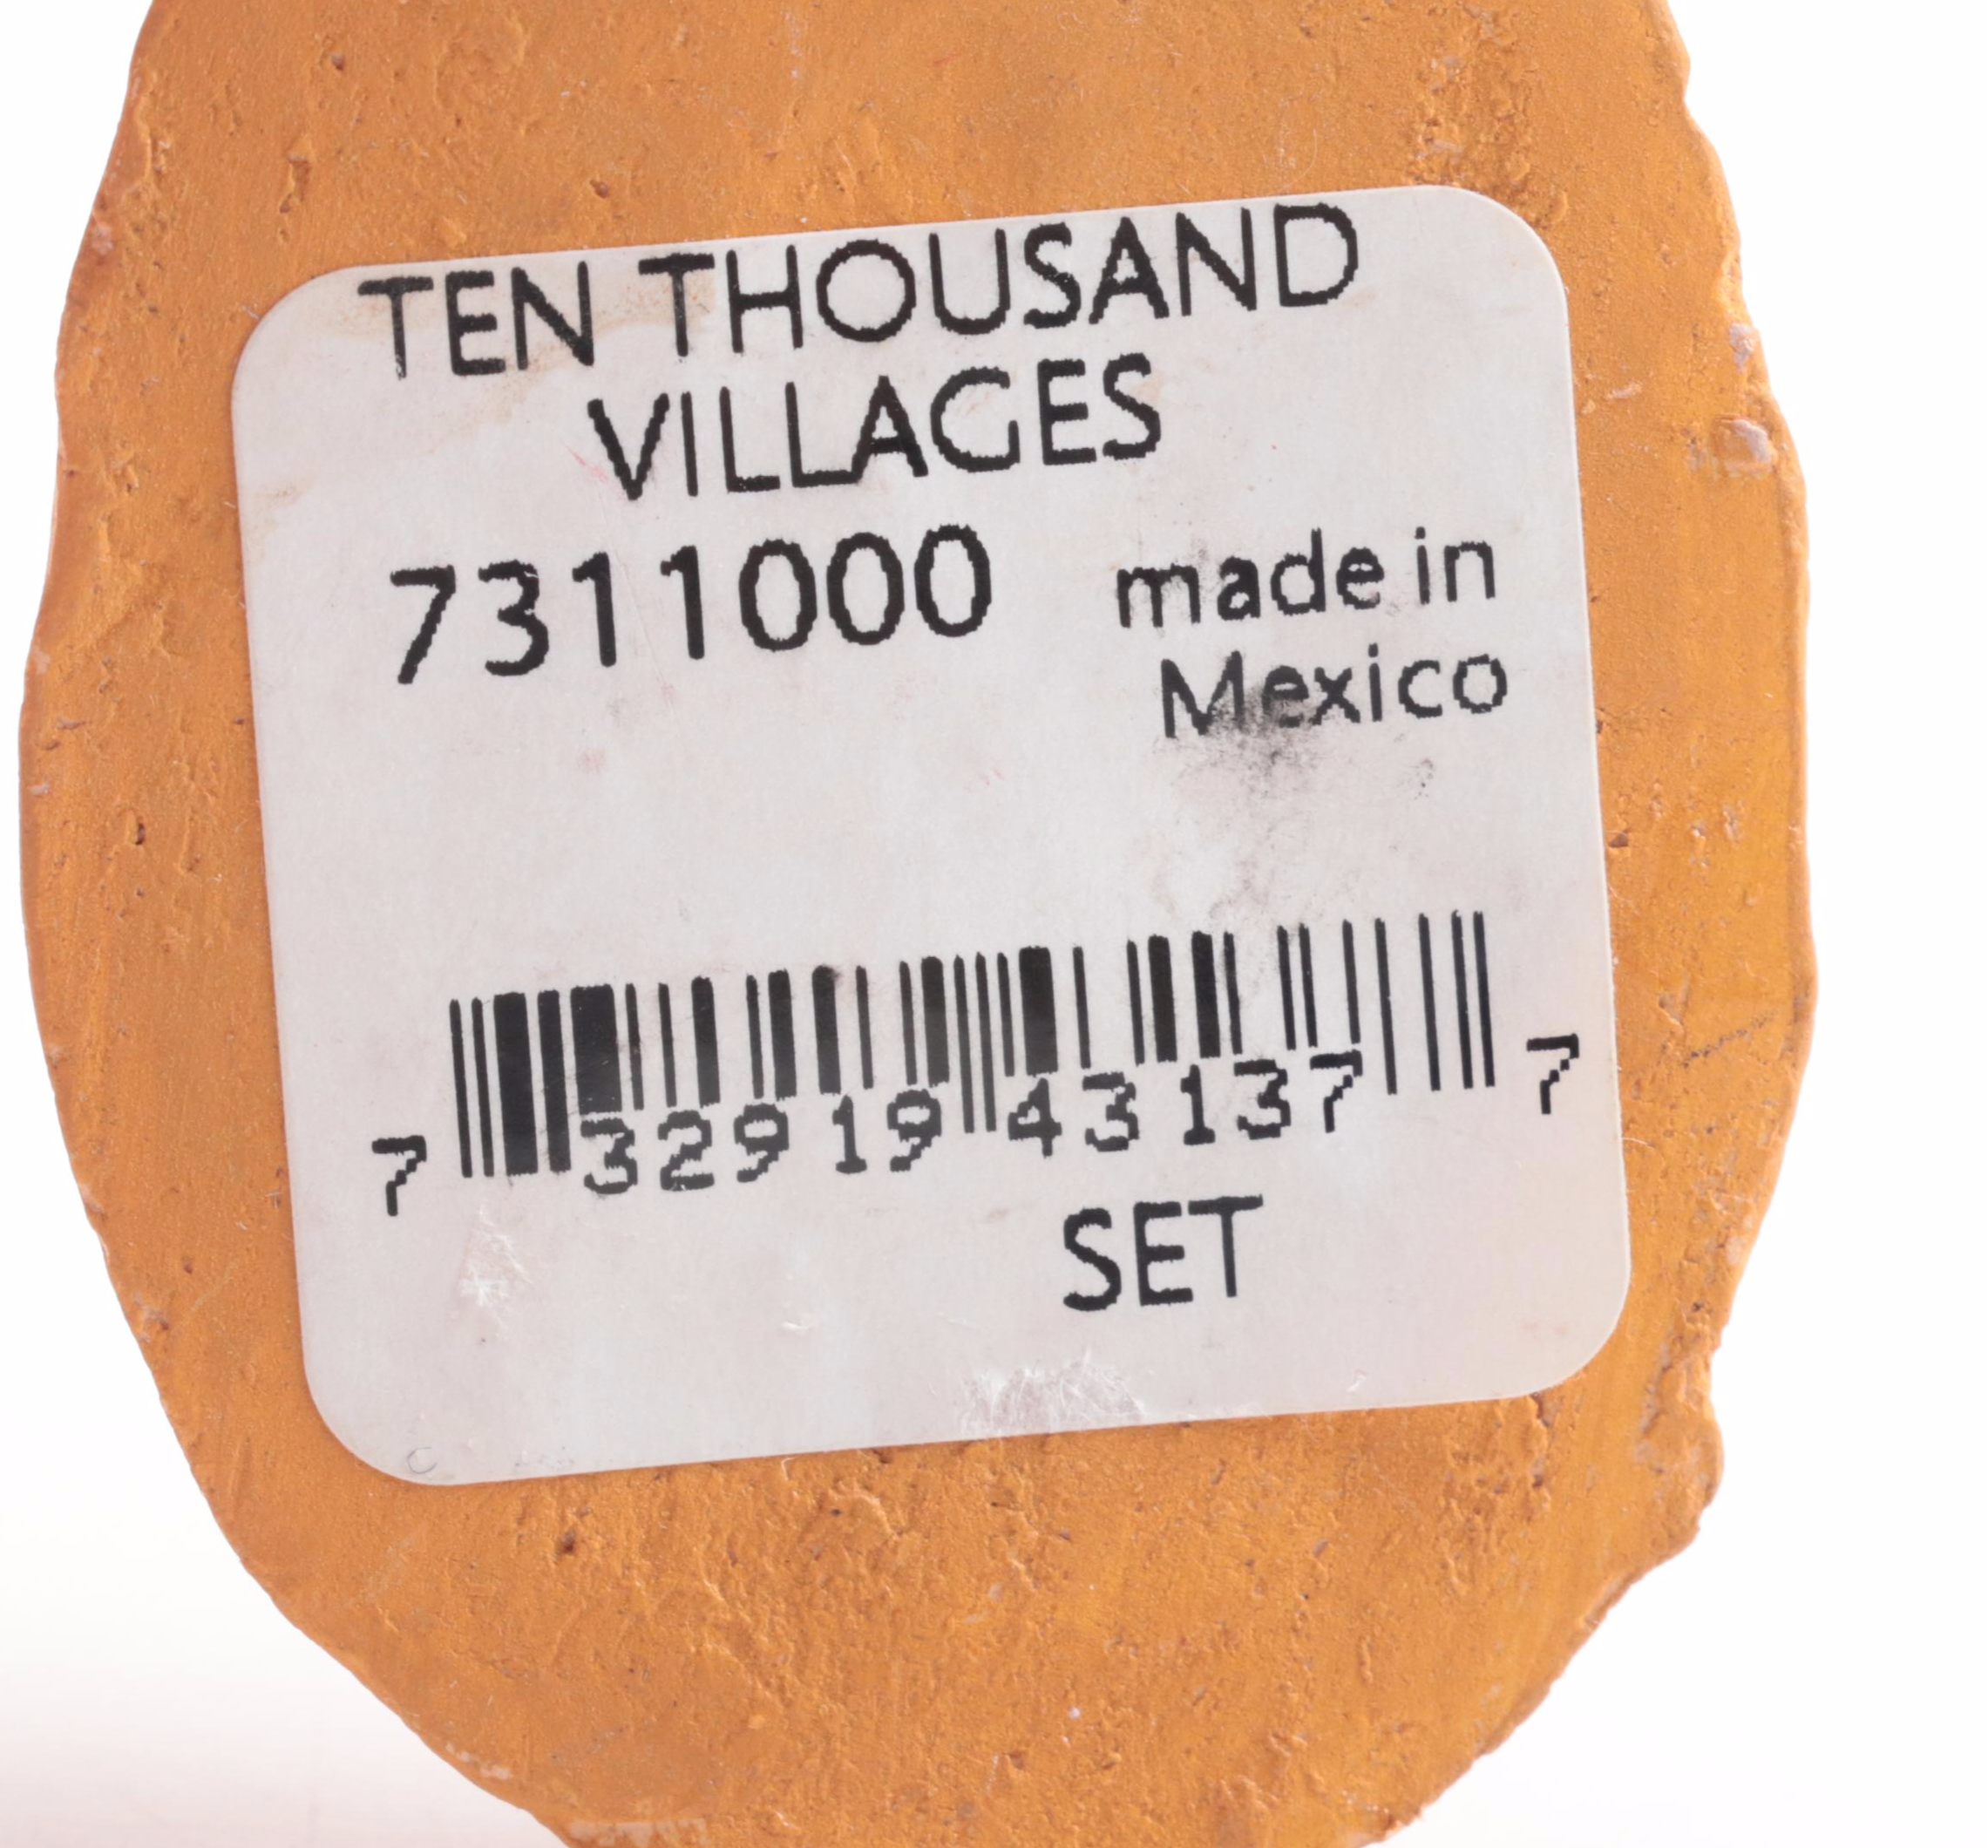 TEN THOUSAND
VILLAGES
7311000 made in
Mexico
7 32919 43137 7
SET